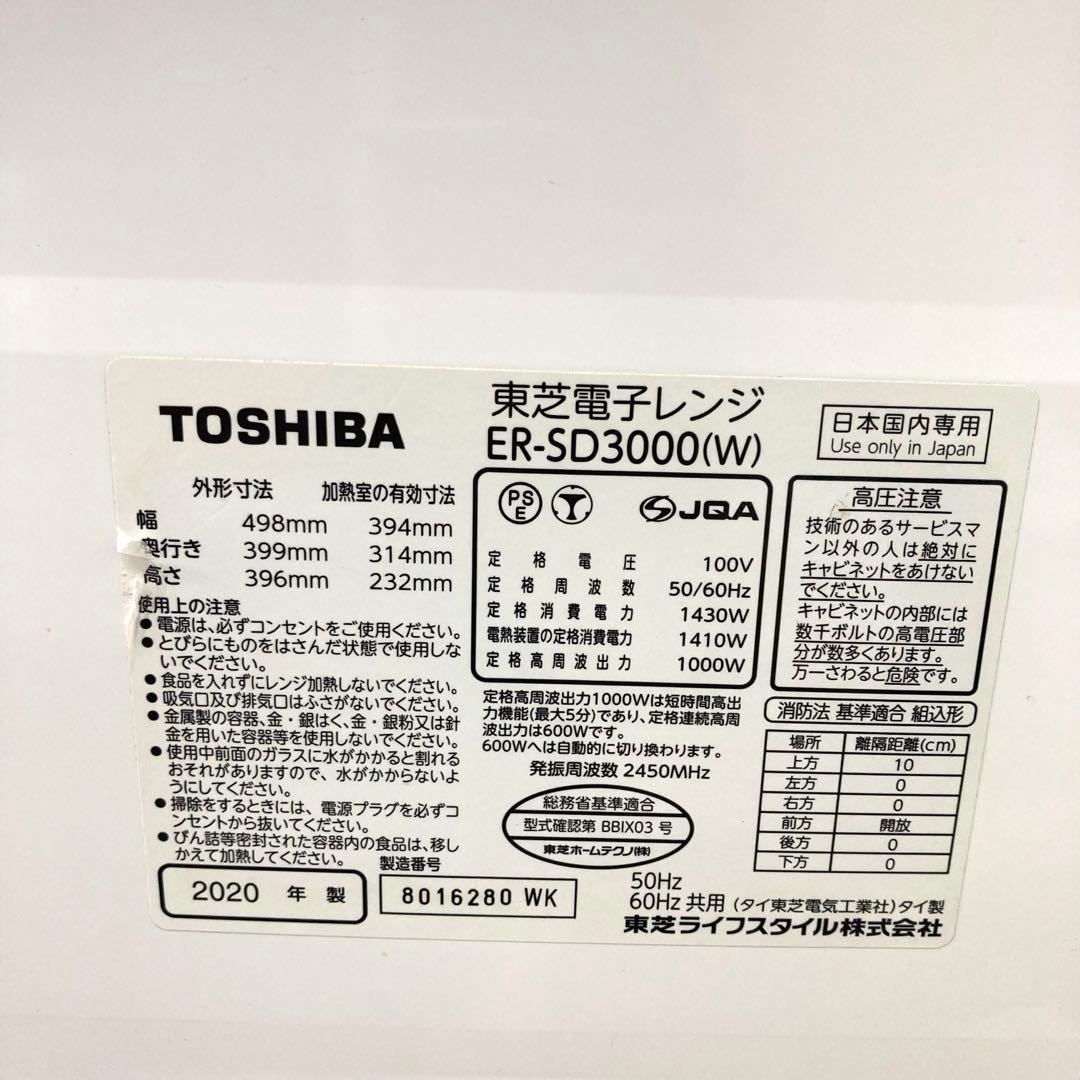 TOSHIBA
東芝電子レンジ
ER-SD3000(W)
日本国内専用
Use only in Japan
外形寸法 加熱室の有効寸法
幅 498mm 394mm
奥行き 399mm 314mm
高さ 396mm 232mm
使用上の注意
●電源は、必ずコンセントをご使用ください。
●とびらにものをはさんだ状態で使用しな
いでください。
●食品を入れずにレンジ加熱しないでください。
●吸気口及び排気口はふさがないでください。
●金属製の容器、金・銀はく、金・銀粉又は針
金を用いた容器等を使用しないでください。
●使用中前面のガラスに水がかかると割れる
おそれがありますので、水がかからないよ
うにしてください。
●掃除をするときには、電源プラグを必ずコ
ンセントから抜いてください。
●びん詰等密封された容器内の食品は、移し
かえて加熱してください。
2020 年 製
製造番号
8016280 WK
PSE JQA
定格電圧 100V
定格周波数 50/60Hz
定格消費電力 1430W
電熱装置の定格消費電力 1410W
定格高周波出力 1000W
定格高周波出力1000Wは短時間高出
力機能(最大5分)であり、定格連続高周
波出力は600Wです。
600Wへは自動的に切り換わります。
発振周波数 2450MHz
総務省基準適合
型式確認第 BBIX03 号
東芝ホームテクノ(株)
高圧注意
技術のあるサービスマ
ン以外の人は絶対に
キャビネットをあけない
でください。
キャビネットの内部には
数千ボルトの高電圧部
分が数多くあります。
万一さわると危険です。
消防法 基準適合 組込形
場所 離隔距離(cm)
上方 10
左方 0
右方 0
前方 開放
後方 0
下方 0
50Hz
60Hz 共用 (タイ東芝電気工業社)タイ製
東芝ライフスタイル株式会社